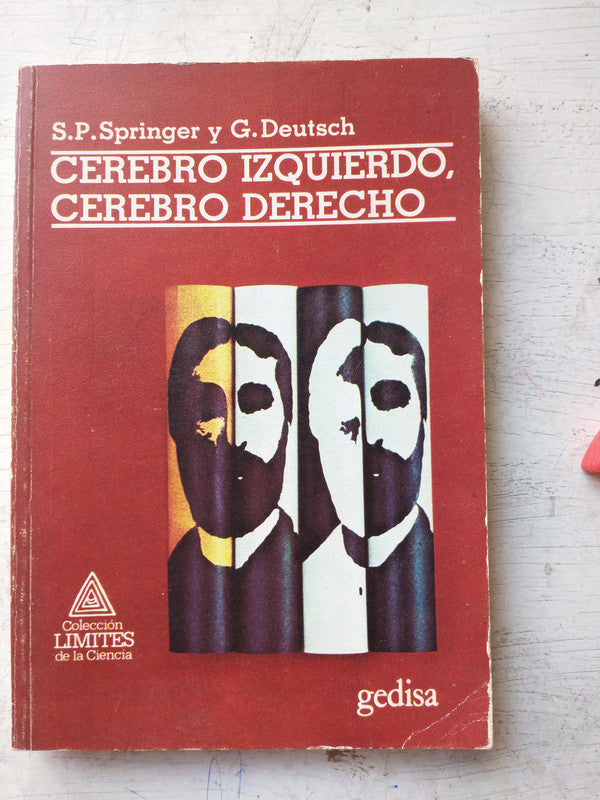 S.P. Springer y G. Deutsch
CEREBRO IZQUIERDO,
CEREBRO DERECHO
Colección
LIMITES
de la Ciencia
gedisa